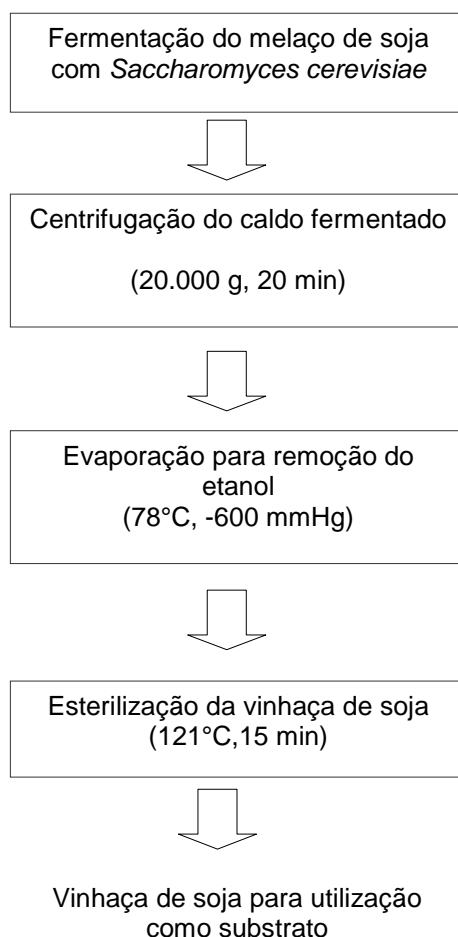 Fermentação do melaço de soja
com Saccharomyces cerevisiae
Centrifugação do caldo fermentado
(20.000 g, 20 min)
Evaporação para remoção do
etanol
(78°C, -600 mmHg)
Esterilização da vinhaça de soja
(121°C,15 min)
Vinhaça de soja para utilização
como substrato